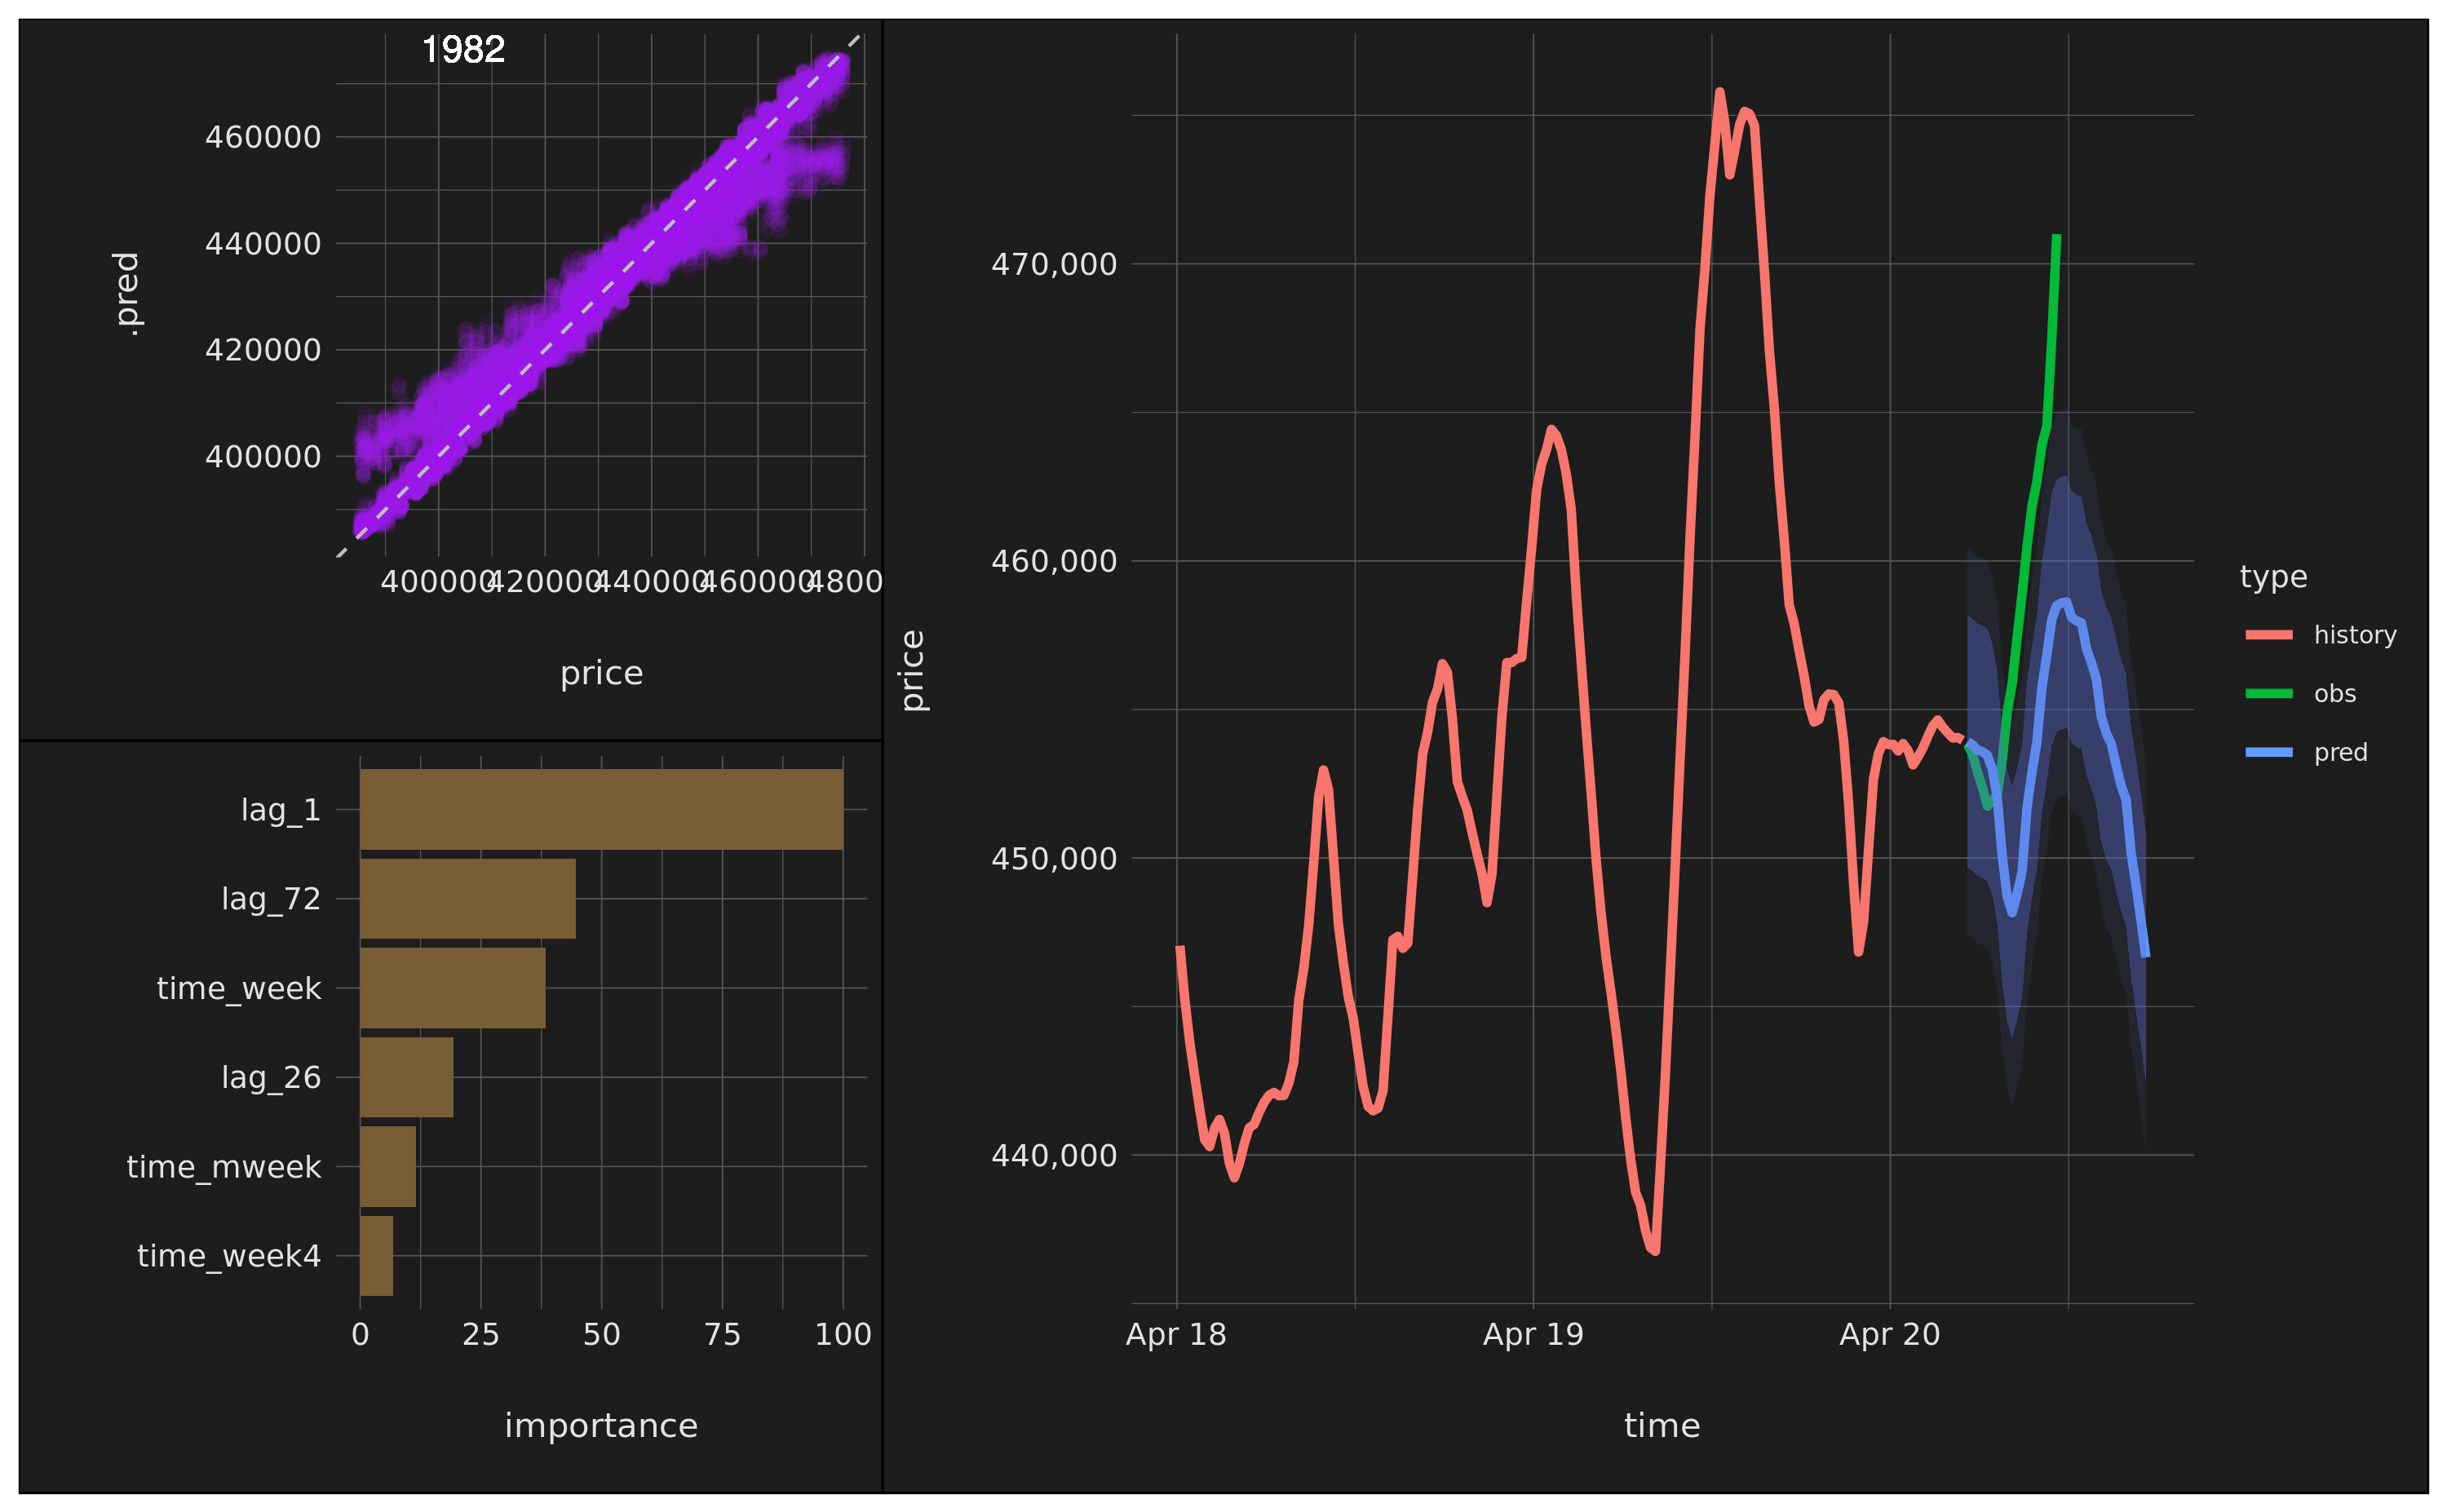 1982
.pred
460000
440000
420000
400000
400000 420000 440000 460000 4800
price
lag_1
lag_72
time_week
lag_26
time_mweek
time_week4
0 25 50 75 100
importance
price
470,000
460,000
450,000
440,000
Apr 18 Apr 19 Apr 20
time
type
history
obs
pred